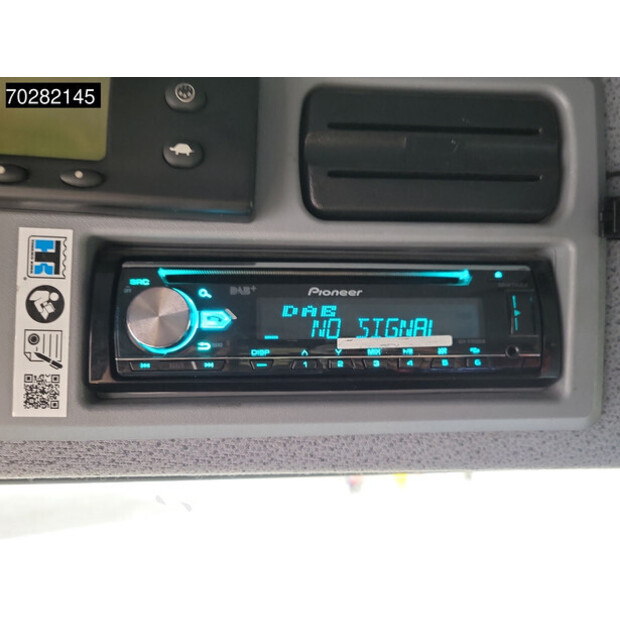 70282145
SRC
DAB+
Pioneer
DAB
NO SIGNAL
DISP
MIX
1 2 3 4 5 6